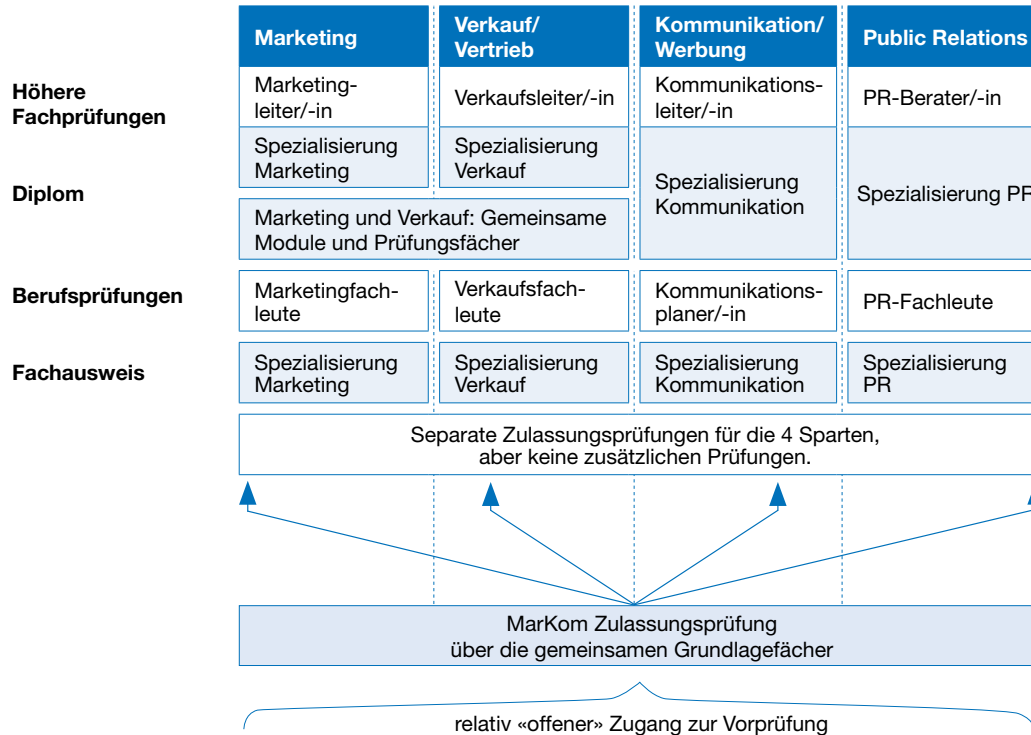 Marketing
Verkauf/
Vertrieb
Kommunikation/
Werbung
Public Relations
Höhere
Fachprüfungen
Marketing-
leiter/-in
Verkaufsleiter/-in
Kommunikations-
leiter/-in
PR-Berater/-in
Diplom
Spezialisierung
Marketing
Spezialisierung
Verkauf
Spezialisierung
Kommunikation
Spezialisierung PR
Marketing und Verkauf: Gemeinsame
Module und Prüfungsfächer
Berufsprüfungen
Marketingfach-
leute
Verkaufsfach-
leute
Kommunikations-
planer/-in
PR-Fachleute
Fachausweis
Spezialisierung
Marketing
Spezialisierung
Verkauf
Spezialisierung
Kommunikation
Spezialisierung
PR
Separate Zulassungsprüfungen für die 4 Sparten,
aber keine zusätzlichen Prüfungen.
MarKom Zulassungsprüfung
über die gemeinsamen Grundlagefächer
relativ «offener» Zugang zur Vorprüfung